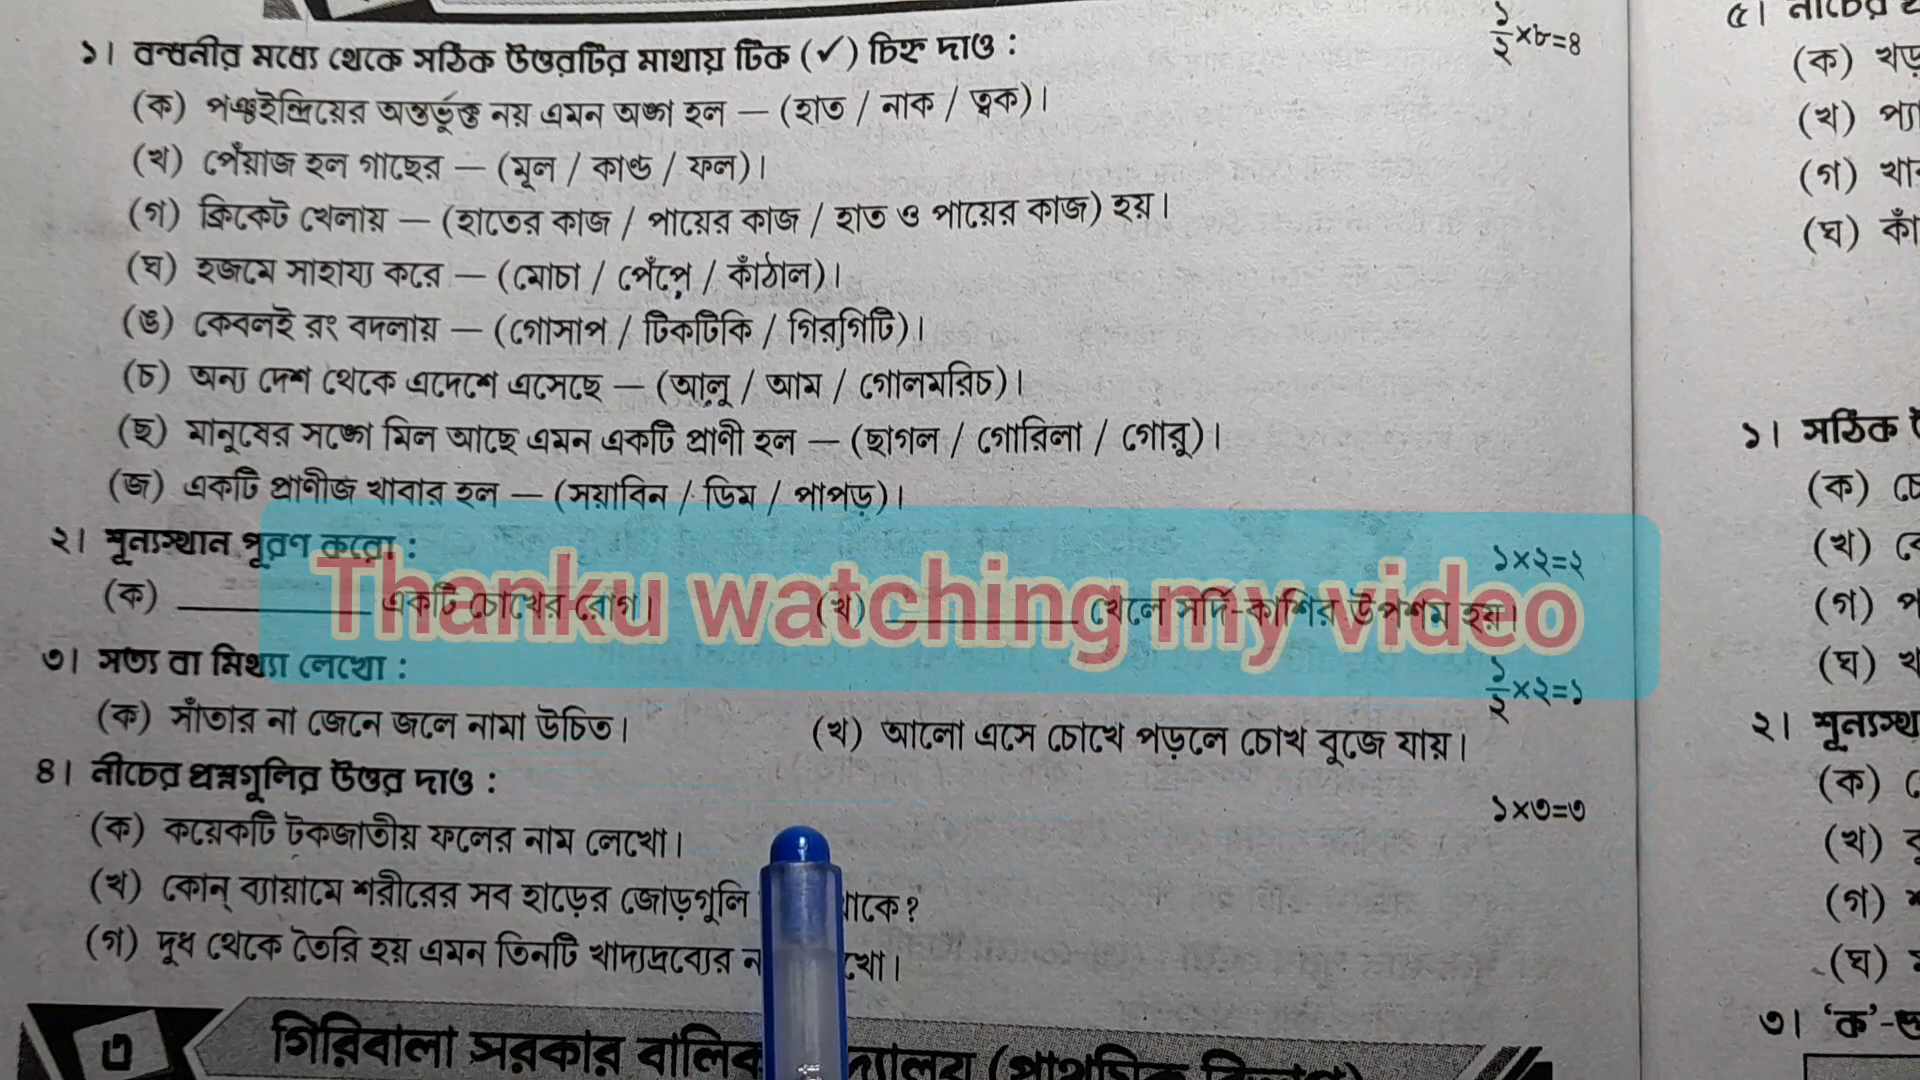 ১। বন্ধনীর মধ্যে থেকে সঠিক উত্তরটির মাথায় টিক (✓) চিহ্ন দাও : ১/২×৮=৪
(ক) পঞ্চইন্দ্রিয়ের অন্তর্ভুক্ত নয় এমন অঙ্গ হল — (হাত / নাক / ত্বক)।
(খ) পেঁয়াজ হল গাছের — (মূল / কাণ্ড / ফল)।
(গ) ক্রিকেট খেলায় — (হাতের কাজ / পায়ের কাজ / হাত ও পায়ের কাজ) হয়।
(ঘ) হজমে সাহায্য করে — (মোচা / পেঁপে / কাঁঠাল)।
(ঙ) কেবলই রং বদলায় — (গোসাপ / টিকটিকি / গিরগিটি)।
(চ) অন্য দেশ থেকে এদেশে এসেছে — (আলু / আম / গোলমরিচ)।
(ছ) মানুষের সঙ্গে মিল আছে এমন একটি প্রাণী হল — (ছাগল / গোরিলা / গোরু)।
(জ) একটি প্রাণীজ খাবার হল — (সয়াবিন / ডিম / পাপড়)।
২। শূন্যস্থান পূরণ করো : ১×২=২
(ক) ____________ একটি চোখের রোগ। (খ) ____________ খেলে সর্দি-কাশির উপশম হয়।
Thanku watching my video
৩। সত্য বা মিথ্যা লেখো : ১/২×২=১
(ক) সাঁতার না জেনে জলে নামা উচিত। (খ) আলো এসে চোখে পড়লে চোখ বুজে যায়।
৪। নীচের প্রশ্নগুলির উত্তর দাও : ১×৩=৩
(ক) কয়েকটি টকজাতীয় ফলের নাম লেখো।
(খ) কোন্ ব্যায়ামে শরীরের সব হাড়ের জোড়গুলি
(গ) দুধ থেকে তৈরি হয় এমন তিনটি খাদ্যদ্রব্যের
৩ গিরিবালা সরকার
৫। নীচের
(ক)
(খ)
(গ)
(ঘ)
১। সঠিক
(ক)
(খ)
(গ)
(ঘ)
২।
(ক)
(খ)
(গ)
(ঘ)
৩। ‘ক’